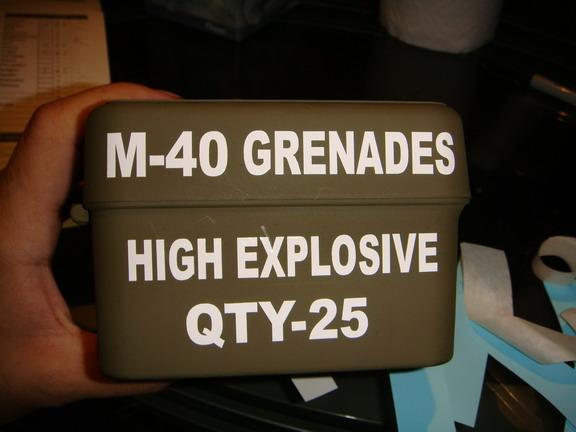 M-40 GRENADES
HIGH EXPLOSIVE
QTY-25